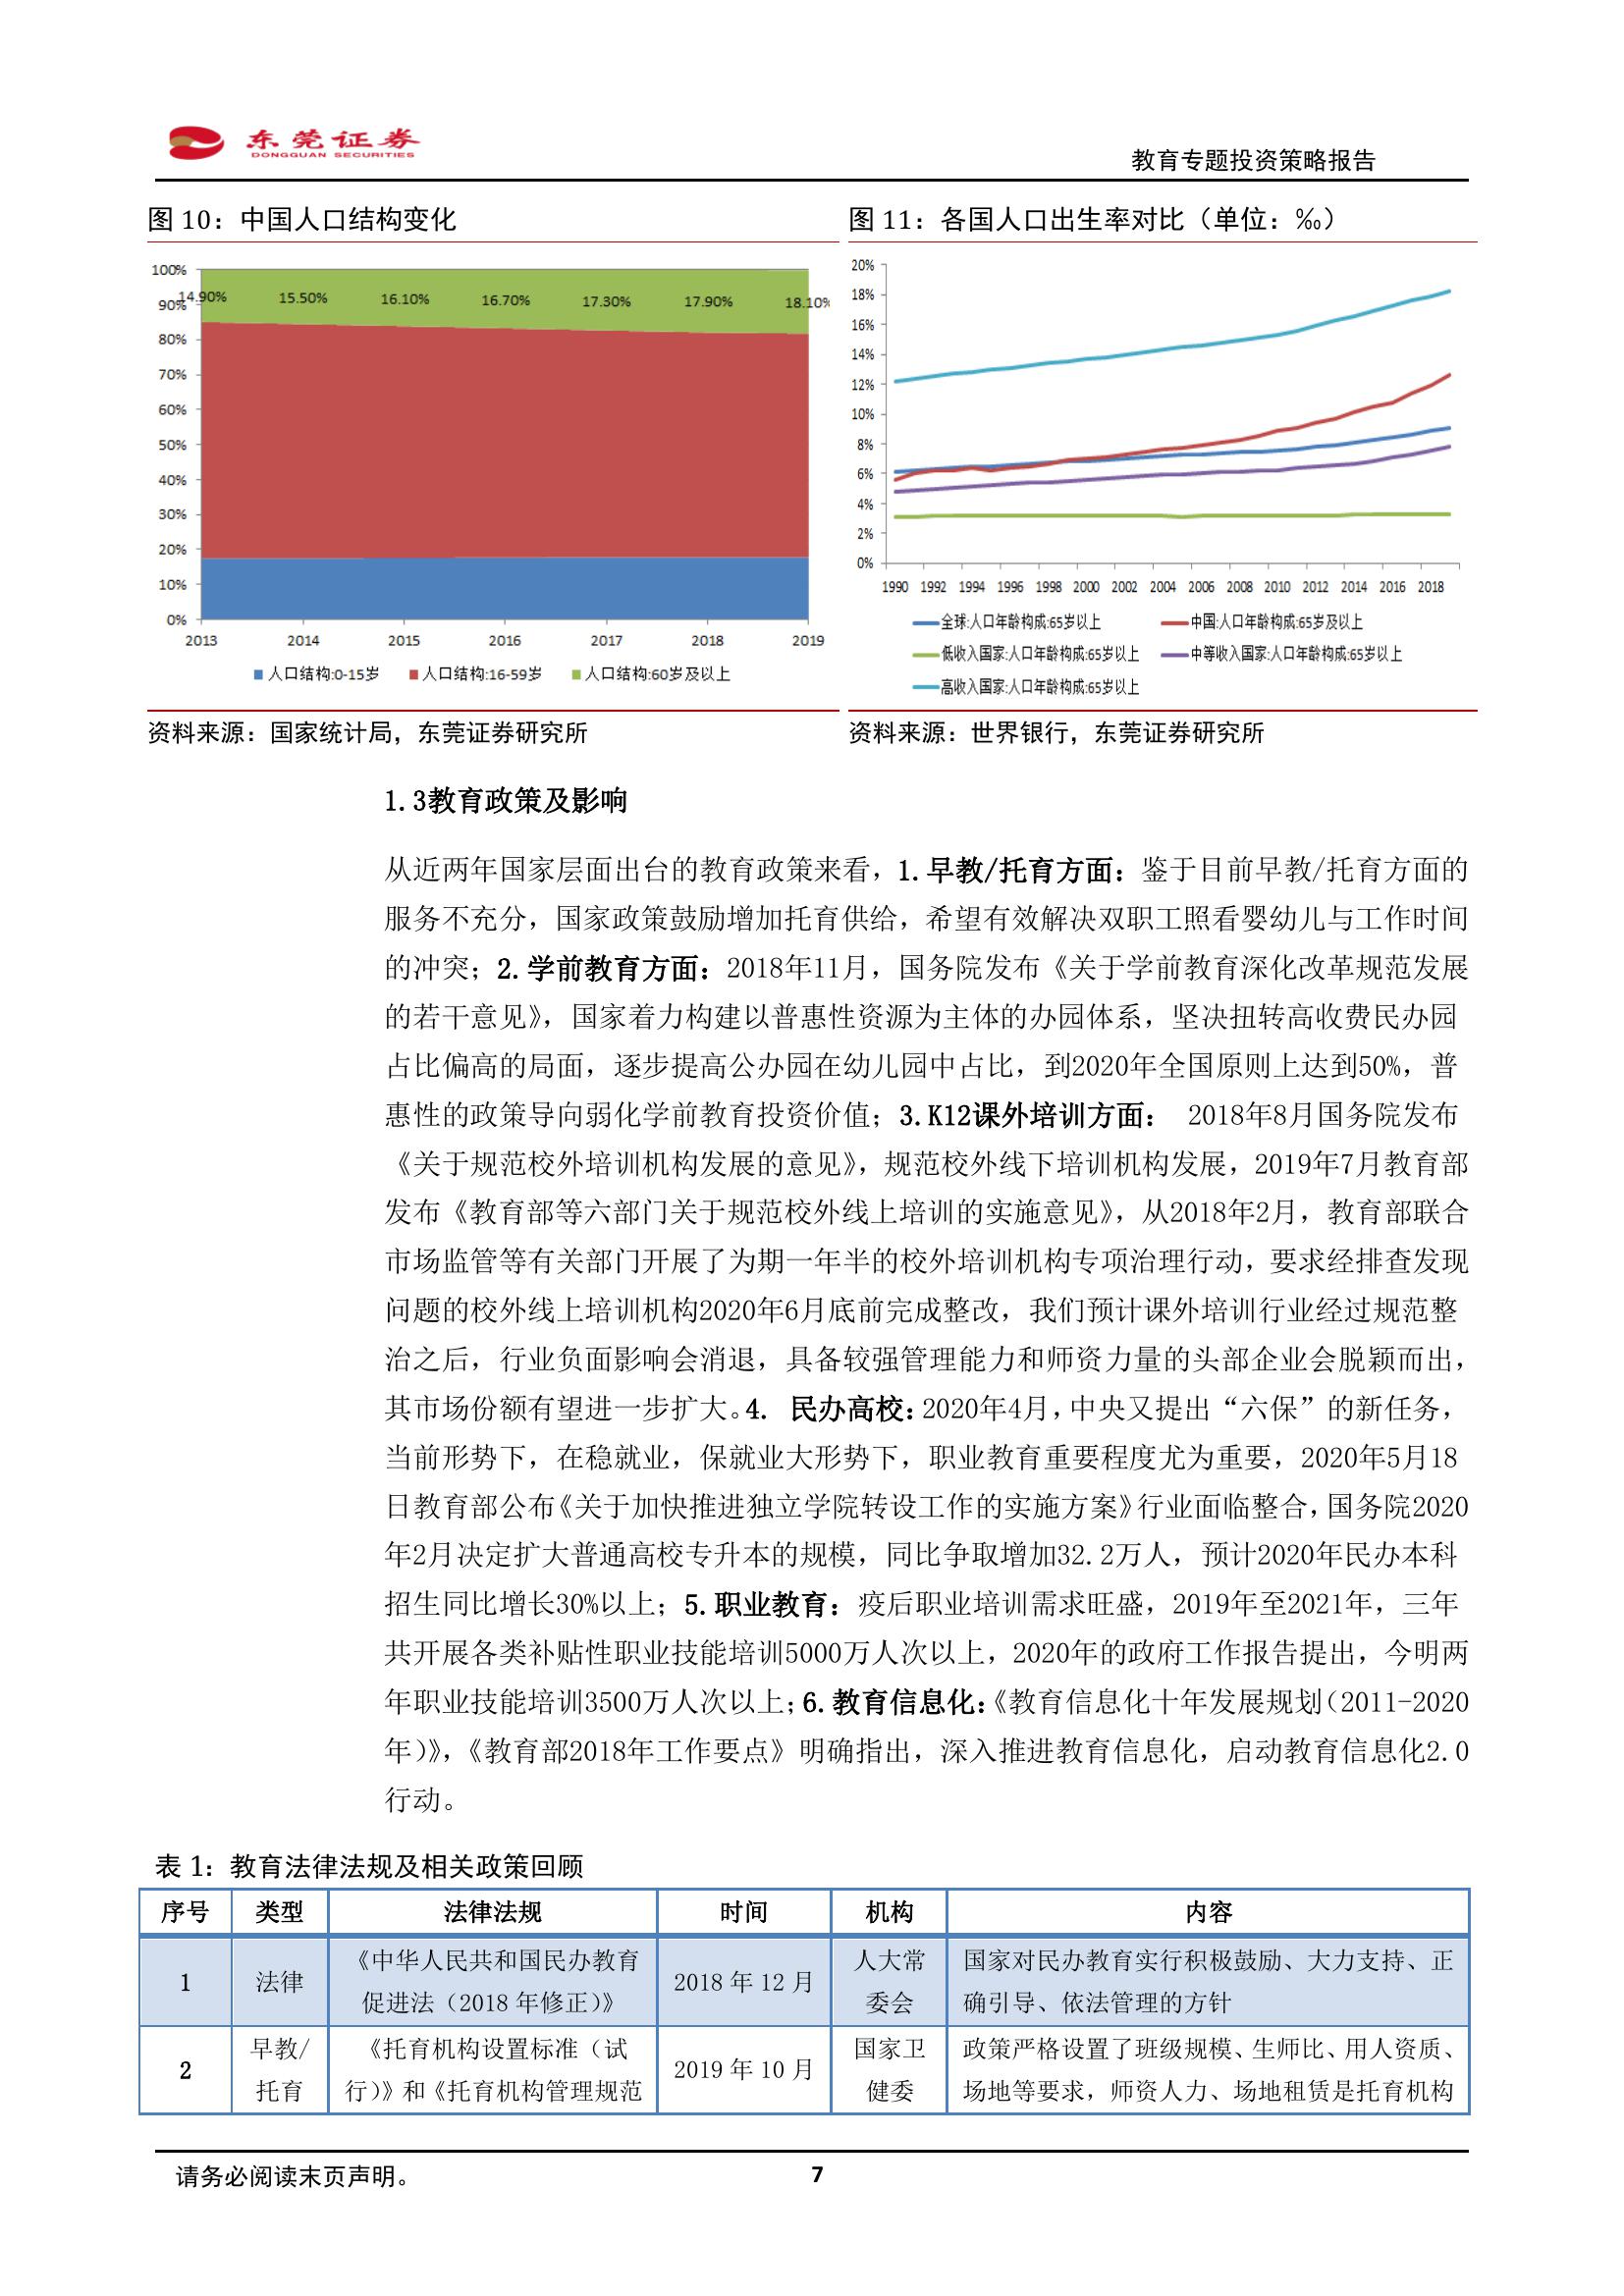 东莞证券
DONGGUAN SECURITIES
教育专题投资策略报告
图 10：中国人口结构变化
100%
90%
80%
70%
60%
50%
40%
30%
20%
10%
0%
14.90%
15.50%
16.10%
16.70%
17.30%
17.90%
18.10%
2013
2014
2015
2016
2017
2018
2019
人口结构:0-15岁
人口结构:16-59岁
人口结构:60岁及以上
资料来源：国家统计局，东莞证券研究所
图 11：各国人口出生率对比（单位：‰）
20%
18%
16%
14%
12%
10%
8%
6%
4%
2%
0%
1990 1992 1994 1996 1998 2000 2002 2004 2006 2008 2010 2012 2014 2016 2018
全球:人口年龄构成:65岁以上
中国:人口年龄构成:65岁及以上
低收入国家:人口年龄构成:65岁以上
中等收入国家:人口年龄构成:65岁以上
高收入国家:人口年龄构成:65岁以上
资料来源：世界银行，东莞证券研究所
1.3教育政策及影响
从近两年国家层面出台的教育政策来看，1.早教/托育方面：鉴于目前早教/托育方面的
服务不充分，国家政策鼓励增加托育供给，希望有效解决双职工照看婴幼儿与工作时间
的冲突；2.学前教育方面：2018年11月，国务院发布《关于学前教育深化改革规范发展
的若干意见》，国家着力构建以普惠性资源为主体的办园体系，坚决扭转高收费民办园
占比偏高的局面，逐步提高公办园在幼儿园中占比，到2020年全国原则上达到50%，普
惠性的政策导向弱化学前教育投资价值；3.K12课外培训方面： 2018年8月国务院发布
《关于规范校外培训机构发展的意见》，规范校外线下培训机构发展，2019年7月教育部
发布《教育部等六部门关于规范校外线上培训的实施意见》，从2018年2月，教育部联合
市场监管等有关部门开展了为期一年半的校外培训机构专项治理行动，要求经排查发现
问题的校外线上培训机构2020年6月底前完成整改，我们预计课外培训行业经过规范整
治之后，行业负面影响会消退，具备较强管理能力和师资力量的头部企业会脱颖而出，
其市场份额有望进一步扩大。4. 民办高校：2020年4月，中央又提出“六保”的新任务，
当前形势下，在稳就业，保就业大形势下，职业教育重要程度尤为重要，2020年5月18
日教育部公布《关于加快推进独立学院转设工作的实施方案》行业面临整合，国务院2020
年2月决定扩大普通高校专升本的规模，同比争取增加32.2万人，预计2020年民办本科
招生同比增长30%以上；5.职业教育：疫后职业培训需求旺盛，2019年至2021年，三年
共开展各类补贴性职业技能培训5000万人次以上，2020年的政府工作报告提出，今明两
年职业技能培训3500万人次以上；6.教育信息化：《教育信息化十年发展规划（2011-2020
年）》，《教育部2018年工作要点》明确指出，深入推进教育信息化，启动教育信息化2.0
行动。
表 1：教育法律法规及相关政策回顾
序号 类型 法律法规 时间 机构 内容
1
法律
《中华人民共和国民办教育
促进法（2018 年修正）》
2018 年 12 月
人大常
委会
国家对民办教育实行积极鼓励、大力支持、正
确引导、依法管理的方针
2
早教/
托育
《托育机构设置标准（试
行）》和《托育机构管理规范
2019 年 10 月
国家卫
健委
政策严格设置了班级规模、生师比、用人资质、
场地等要求，师资人力、场地租赁是托育机构
请务必阅读末页声明。
7